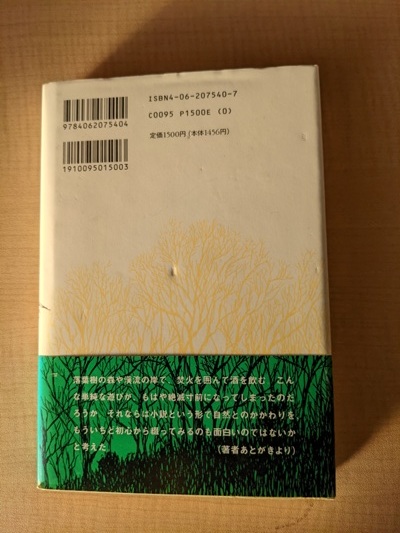 ISBN4-06-207540-7
C0095 P1500E (0)
定価1500円(本体1456円)
9784062075404
1910095015003
落葉樹の森や渓流の岸で、焚火を囲んで酒を飲む こん
な単純な遊びが、もはや絶滅寸前になってしまったのだ
ろうか それならば小説という形で自然とのかかわりを、
もういちど初心から綴ってみるのも面白いのではないか
と考えた
(著者あとがきより)